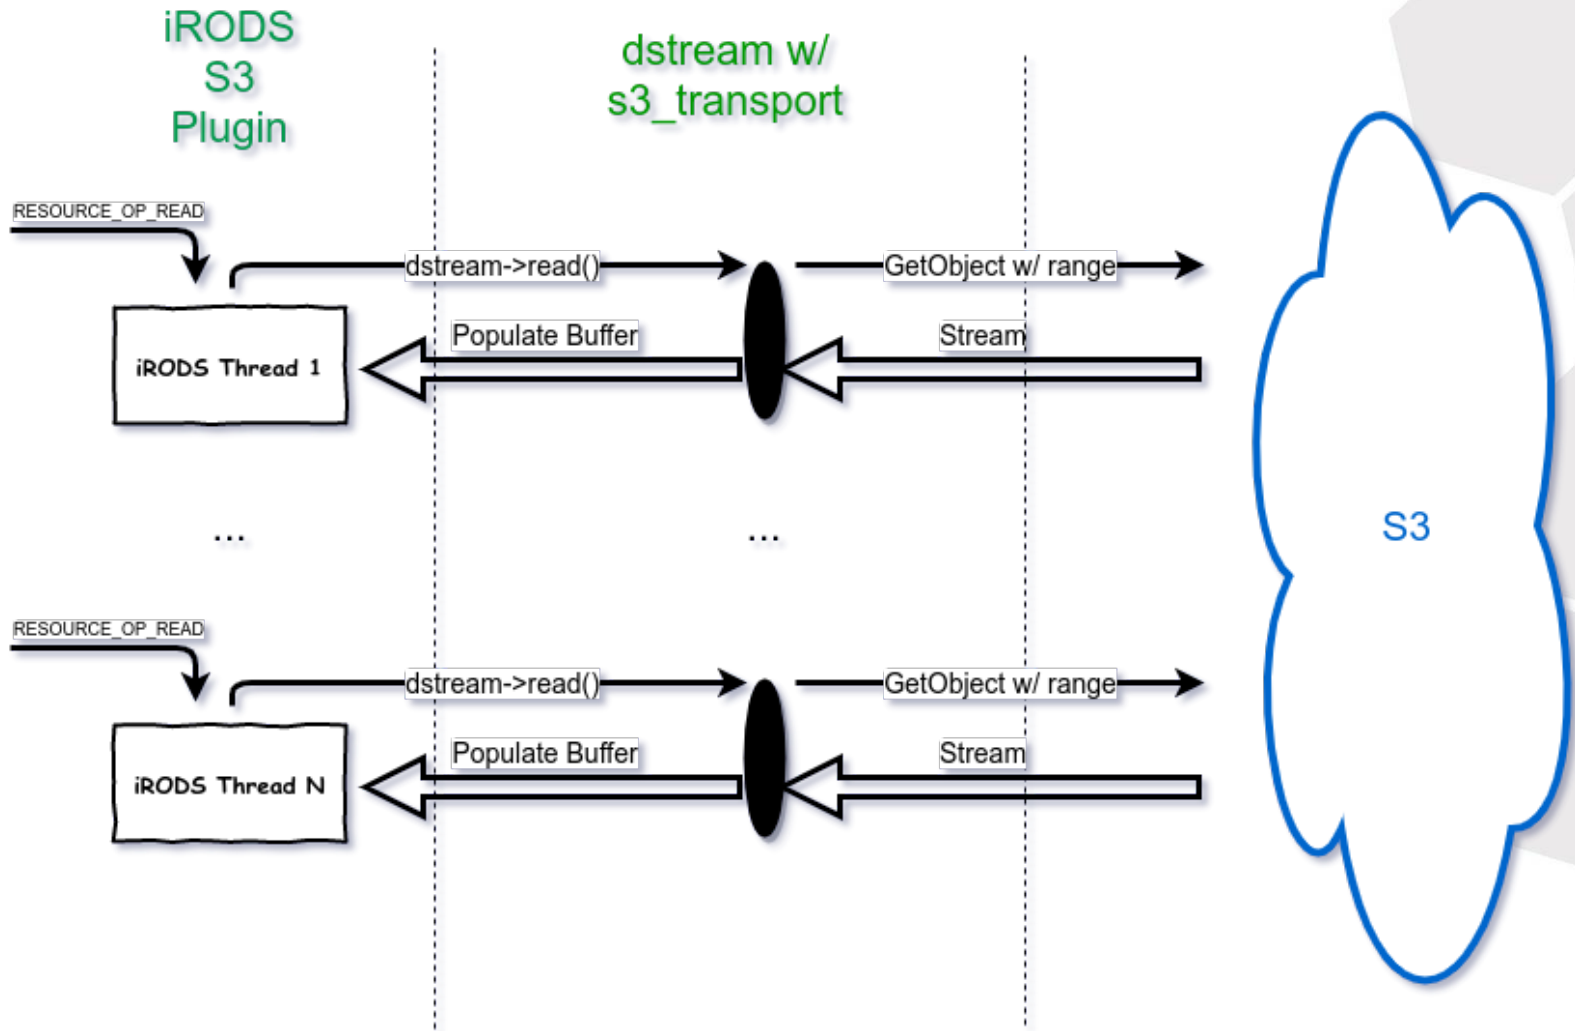 iRODS
S3
Plugin
dstream w/
s3_transport
RESOURCE_OP_READ
dstream->read()
GetObject w/ range
Populate Buffer
Stream
iRODS Thread 1
...
...
S3
RESOURCE_OP_READ
dstream->read()
GetObject w/ range
Populate Buffer
Stream
iRODS Thread N